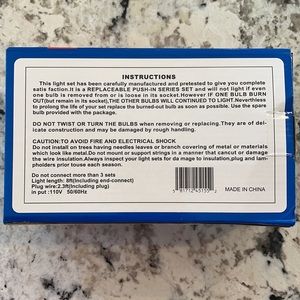 INSTRUCTIONS
This light set has been carefully manufactured and pretested to give you complete
satis faction.It is a REPLACEABLE PUSH-IN SERIES SET and will not light if even
one bulb is removed from or is loose in its socket.However IF ONE BULB BURN
OUT(but remain in its socket),THE OTHER BULBS WILL CONTINUED TO LIGHT.Nevertheless
to prolong the life of your set replace the burned-out bulb as soon as possible. Use the spare
bulb provided with the package.
DO NOT TWIST OR TURN THE BULBS when removing or replacing.They are of del-
icate construction and may be damaged by rough handling.
CAUTION:TO AVOID FIRE AND ELECTRICAL SHOCK
Do not install on trees having needles leaves or branch covering of metal or materials
which look like metal.Do not mount or support strings in a manner that cancut or damage
the wire insulation.Always inspect your light sets for da mage to insulation,plug and lam-
pholders prior touse each season.
Do not connect more than 3 sets
Light length: 8ft(Including end-connect)
Plug wire:2.3ft(including plug)
in put :110V 50/60Hz
MADE IN CHINA